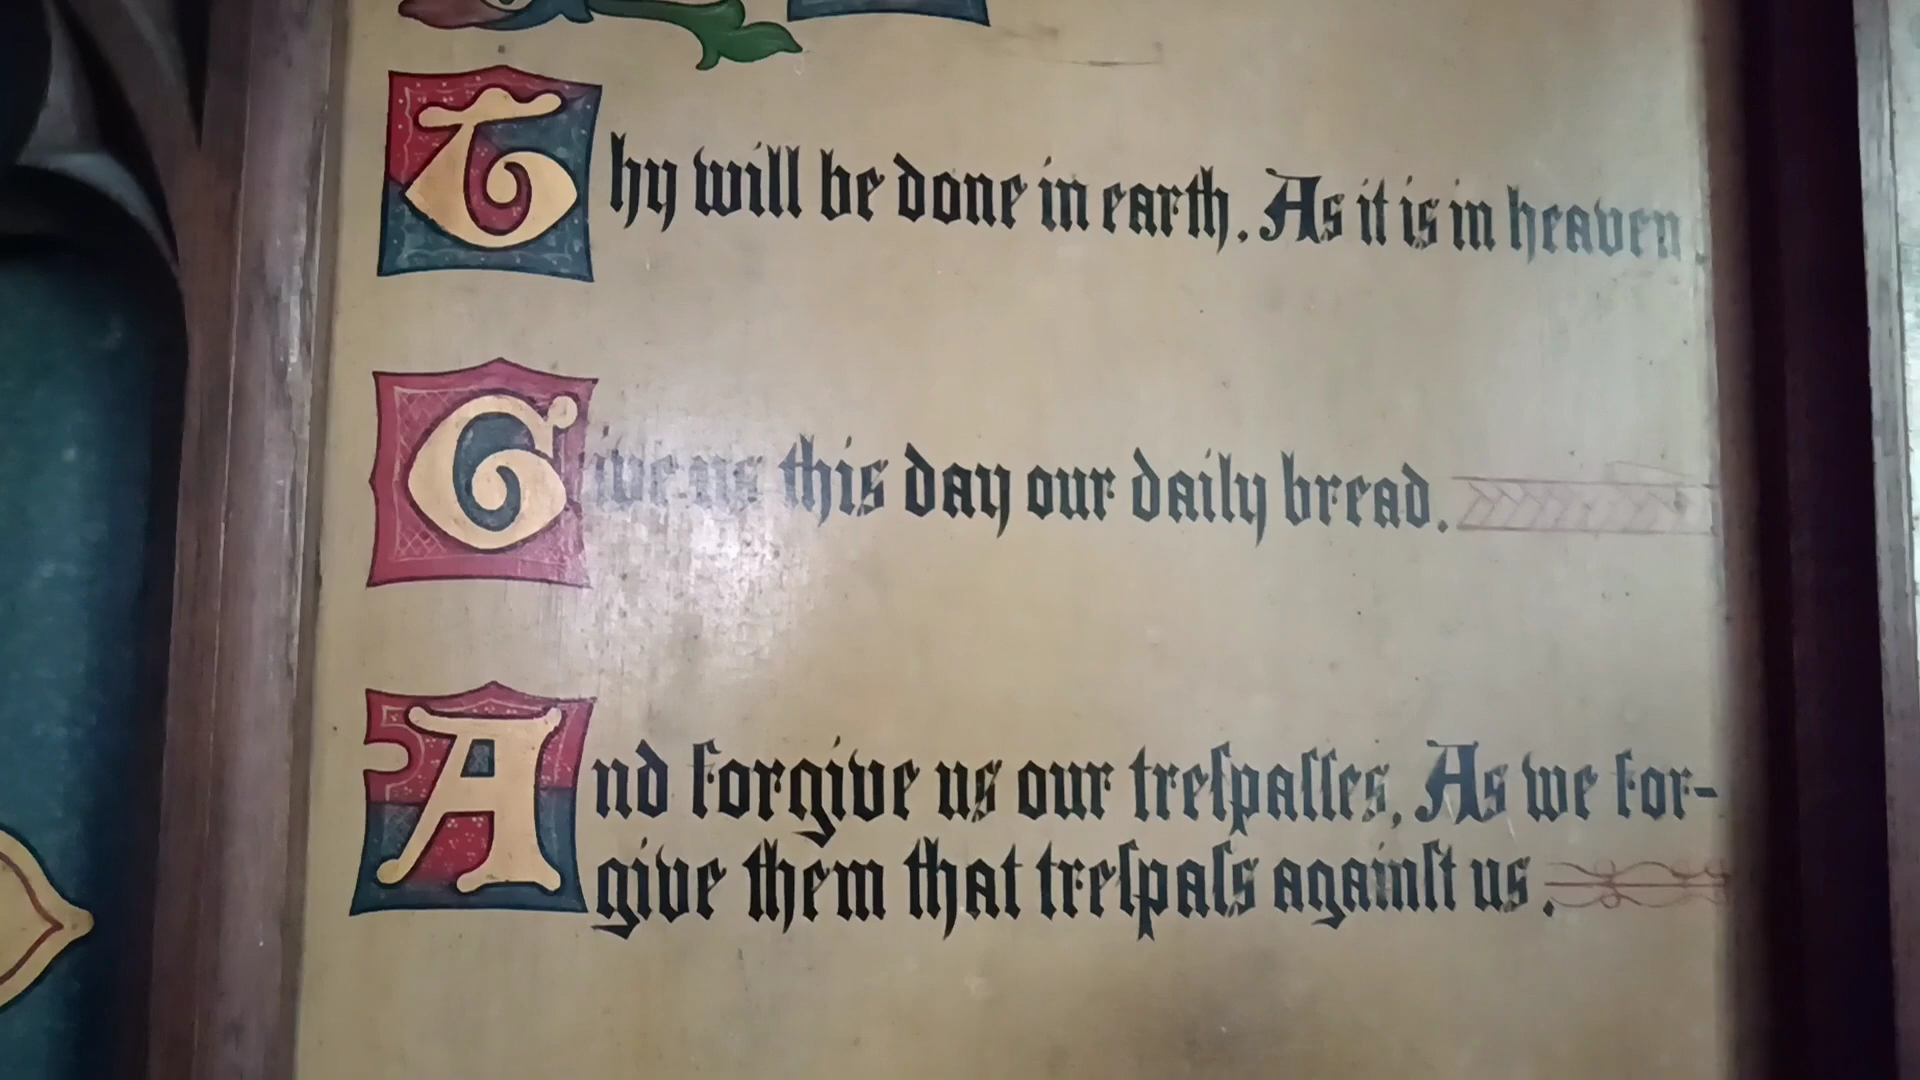 Thy will be done in earth. As it is in heaven.
Give us this day our daily bread.
And forgive us our treſpaſſes, As we for-
give them that treſpaſs againſt us.